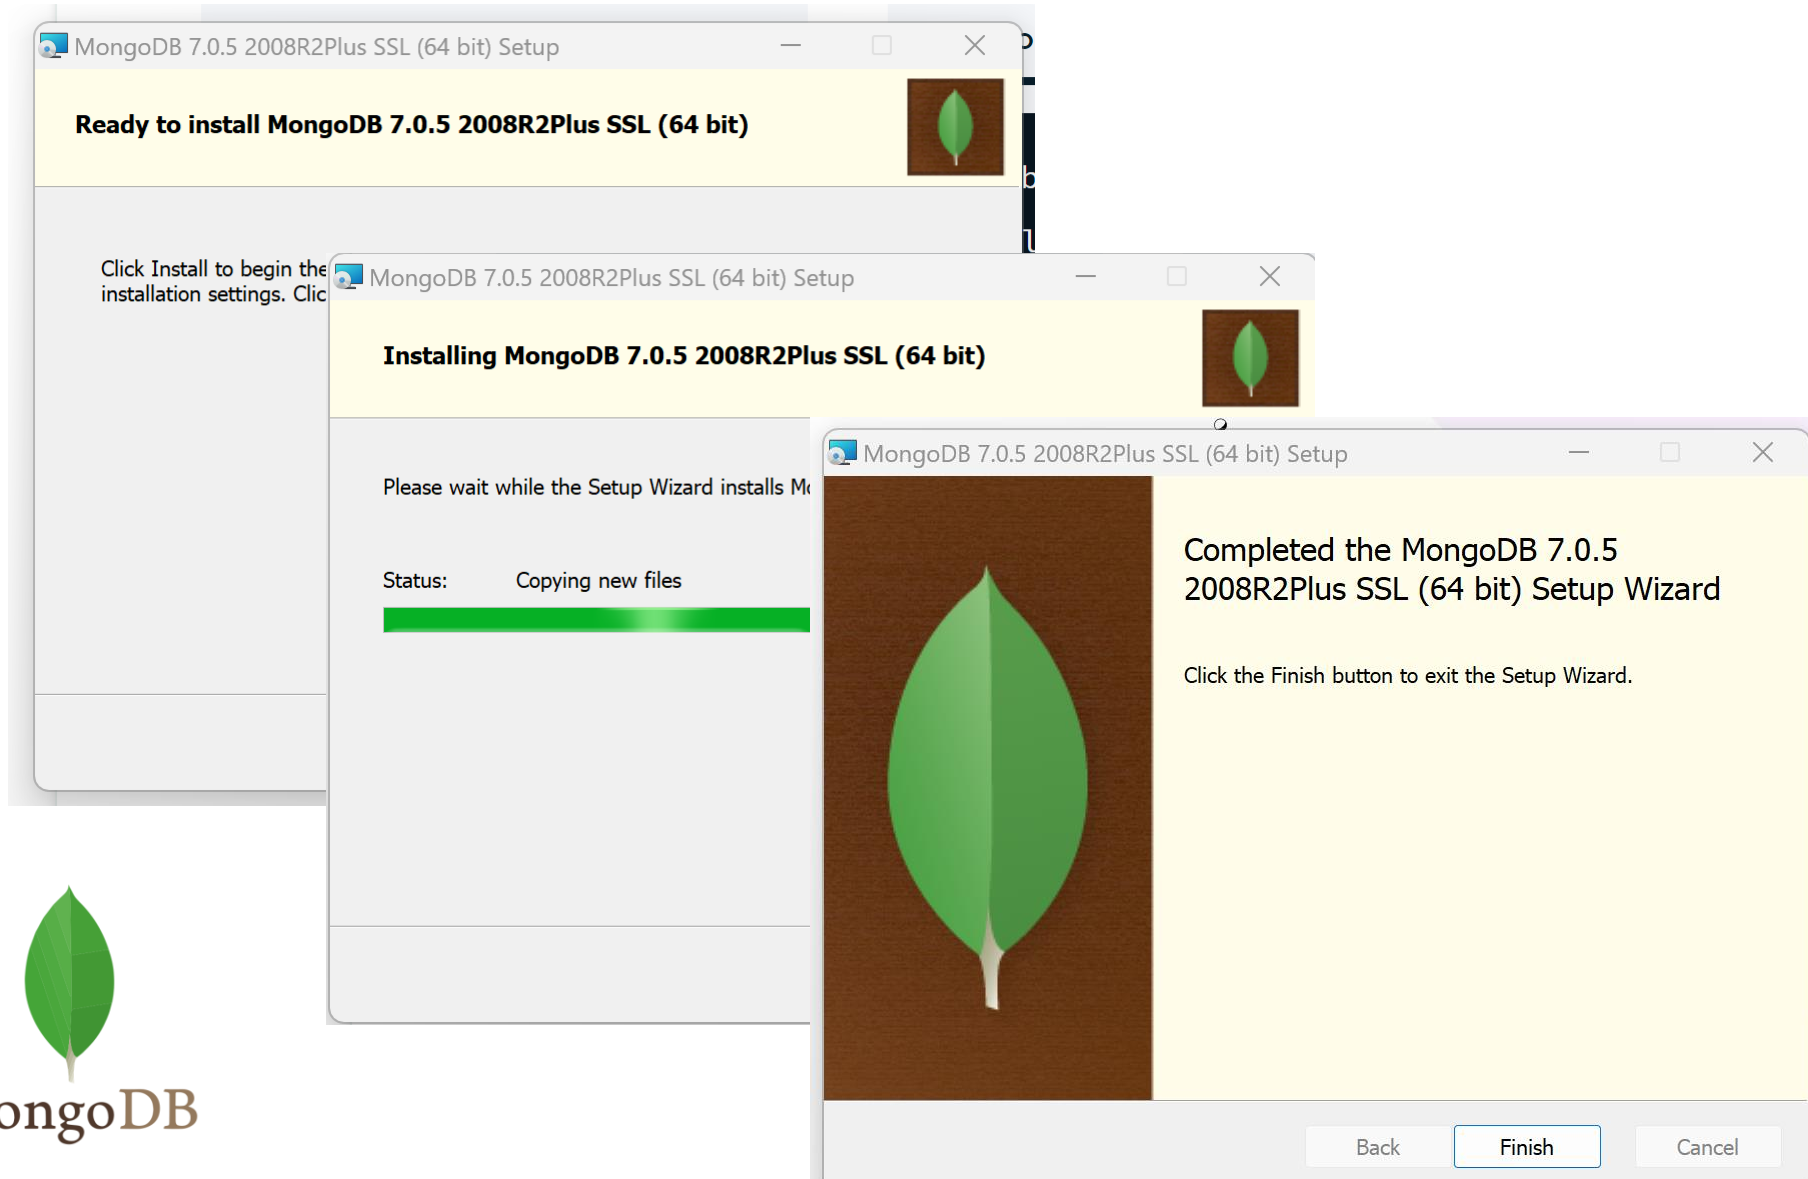 MongoDB 7.0.5 2008R2Plus SSL (64 bit) Setup
Ready to install MongoDB 7.0.5 2008R2Plus SSL (64 bit)
Click Install to begin the
installation settings. Clic
MongoDB 7.0.5 2008R2Plus SSL (64 bit) Setup
Installing MongoDB 7.0.5 2008R2Plus SSL (64 bit)
Please wait while the Setup Wizard installs
Status: Copying new files
MongoDB 7.0.5 2008R2Plus SSL (64 bit) Setup
Completed the MongoDB 7.0.5
2008R2Plus SSL (64 bit) Setup Wizard
Click the Finish button to exit the Setup Wizard.
Back Finish Cancel
ongoDB